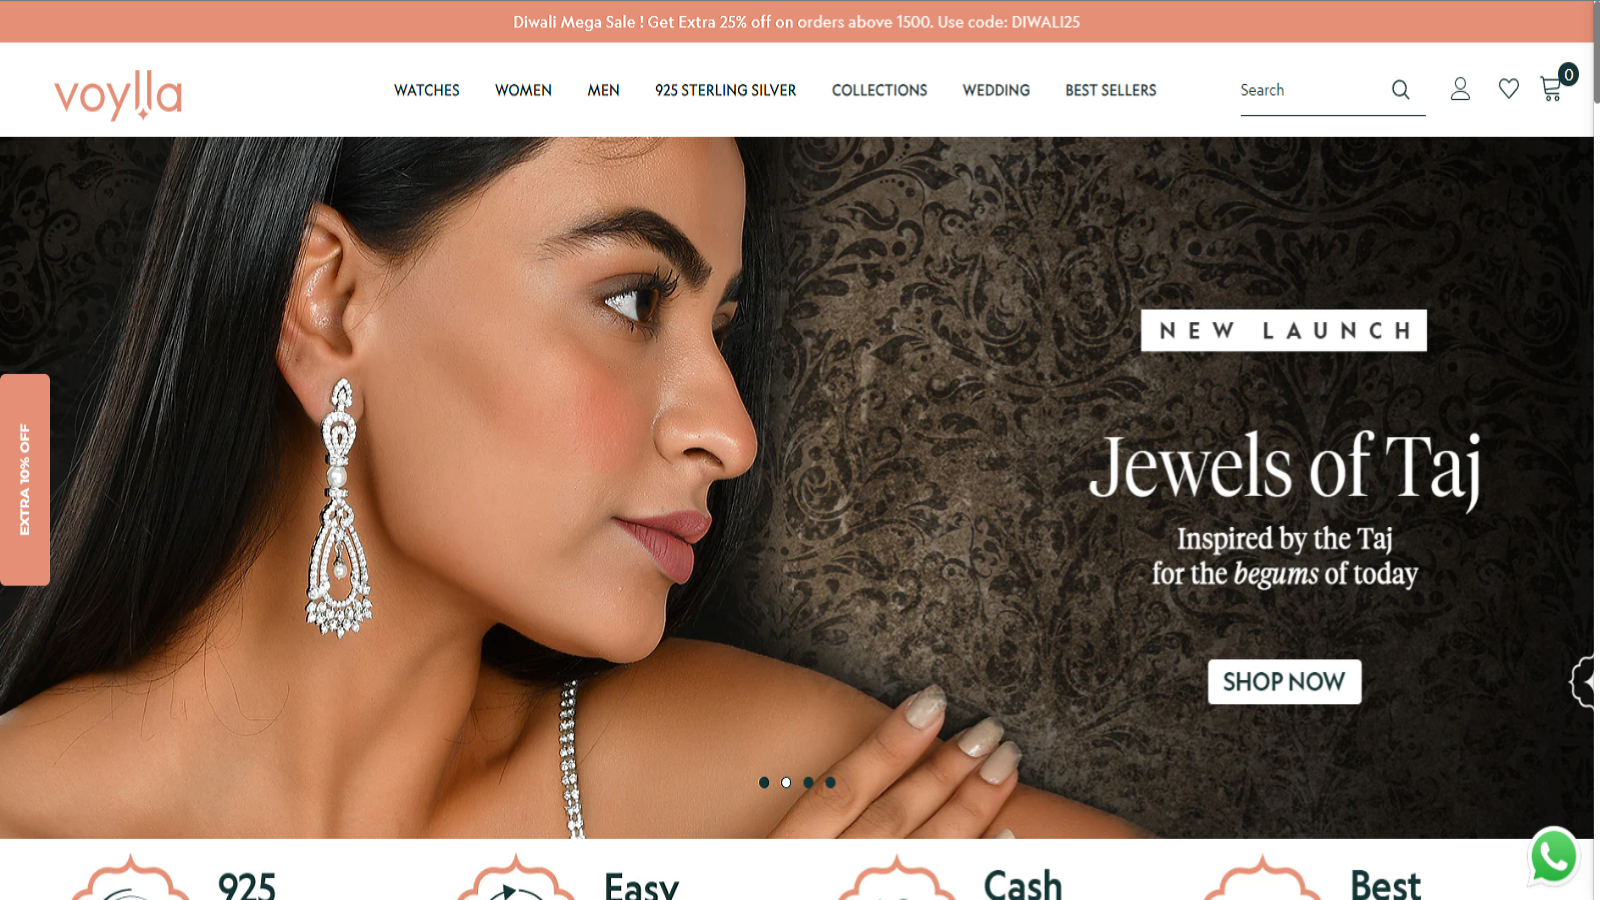 Diwali Mega Sale ! Get Extra 25% off on orders above 1500. Use code: DIWALI25
voylla
WATCHES
WOMEN
MEN
925 STERLING SILVER
COLLECTIONS
WEDDING
BEST SELLERS
Search
0
NEW LAUNCH
Jewels of Taj
Inspired by the Taj
for the begums of today
SHOP NOW
EXTRA 10% OFF
925
Easy
Cash
Best